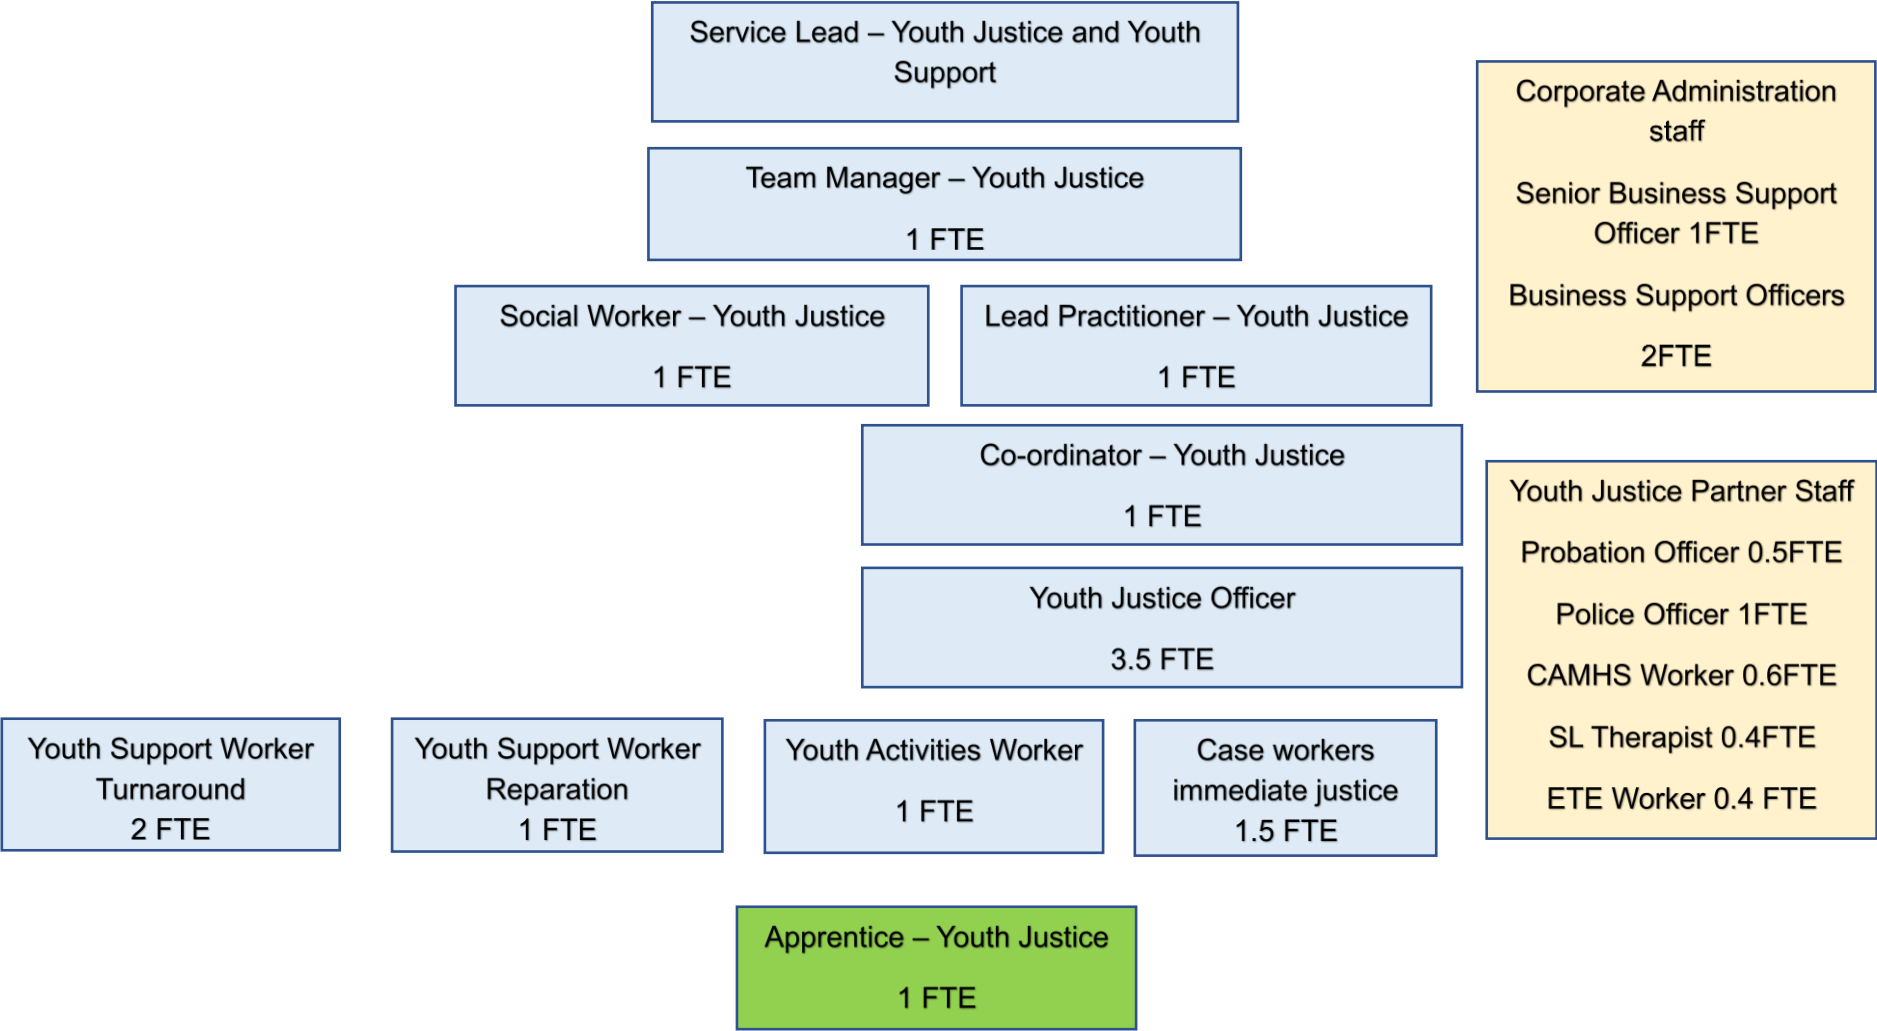 Service Lead – Youth Justice and Youth
Support
Team Manager – Youth Justice
1 FTE
Social Worker – Youth Justice
1 FTE
Lead Practitioner – Youth Justice
1 FTE
Co-ordinator – Youth Justice
1 FTE
Youth Justice Officer
3.5 FTE
Youth Support Worker
Turnaround
2 FTE
Youth Support Worker
Reparation
1 FTE
Youth Activities Worker
1 FTE
Case workers
immediate justice
1.5 FTE
Apprentice – Youth Justice
1 FTE
Corporate Administration
staff
Senior Business Support
Officer 1FTE
Business Support Officers
2FTE
Youth Justice Partner Staff
Probation Officer 0.5FTE
Police Officer 1FTE
CAMHS Worker 0.6FTE
SL Therapist 0.4FTE
ETE Worker 0.4 FTE